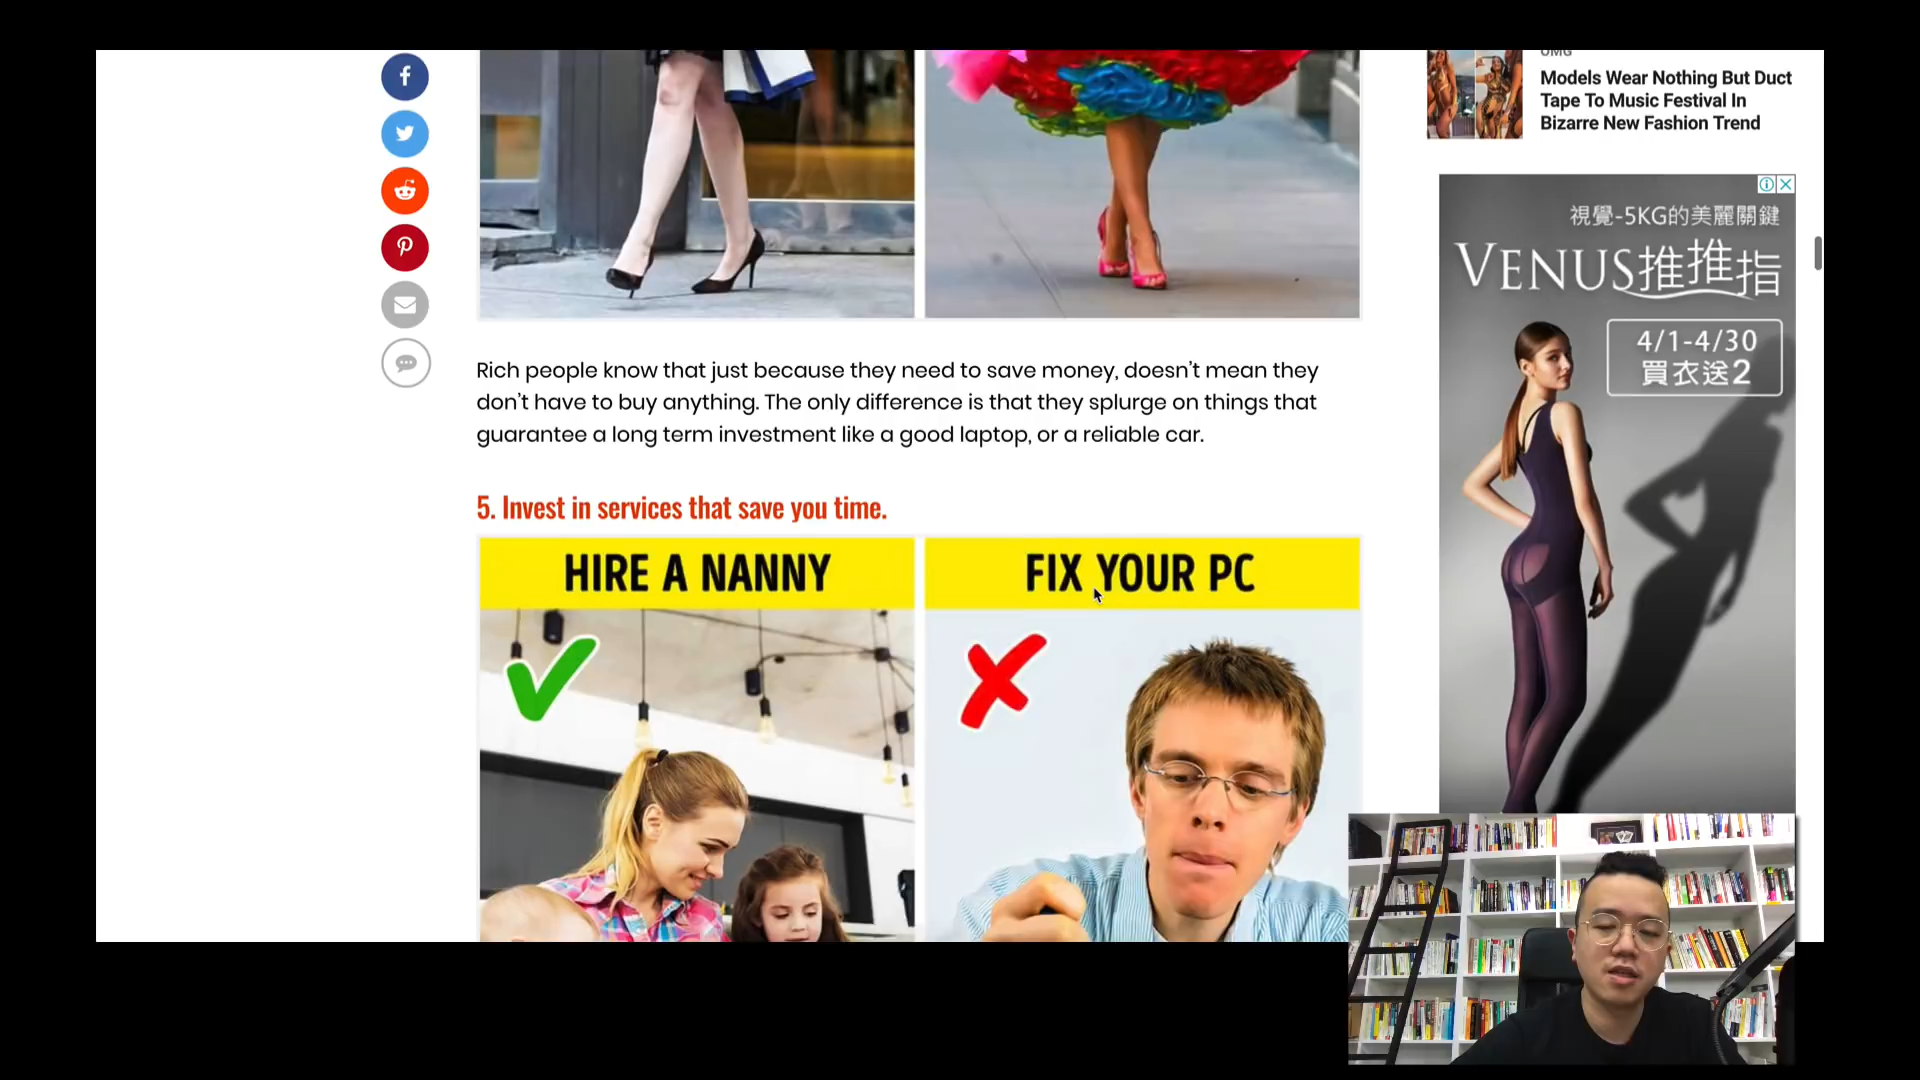 UMG
Models Wear Nothing But Duct
Tape To Music Festival In
Bizarre New Fashion Trend
視覺-5KG的美麗關鍵
VENUS推推指
4/1-4/30
買衣送2
Rich people know that just because they need to save money, doesn’t mean they
don’t have to buy anything. The only difference is that they splurge on things that
guarantee a long term investment like a good laptop, or a reliable car.
5. Invest in services that save you time.
HIRE A NANNY
FIX YOUR PC